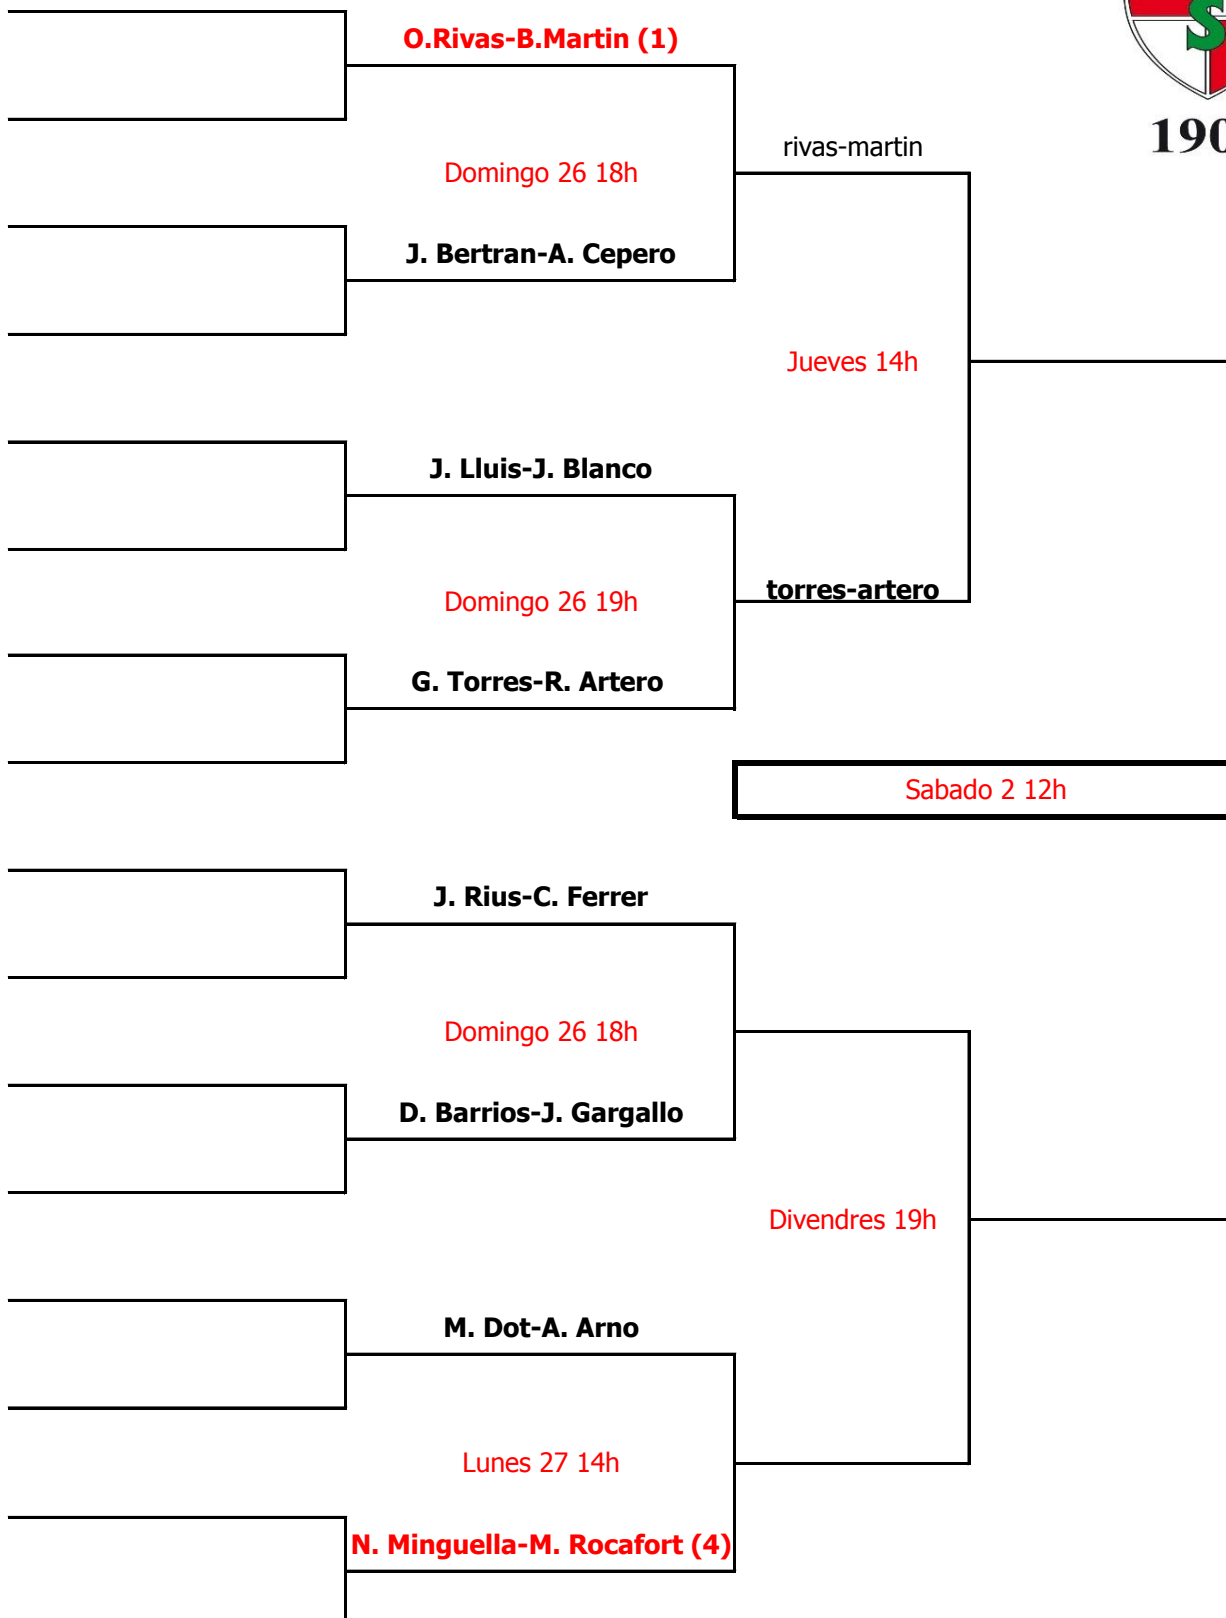 O.Rivas-B.Martin (1)
rivas-martin
Domingo 26 18h
J. Bertran-A. Cepero
Jueves 14h
J. Lluis-J. Blanco
torres-artero
Domingo 26 19h
G. Torres-R. Artero
Sabado 2 12h
J. Rius-C. Ferrer
Domingo 26 18h
D. Barrios-J. Gargallo
Divendres 19h
M. Dot-A. Arno
Lunes 27 14h
N. Minguella-M. Rocafort (4)